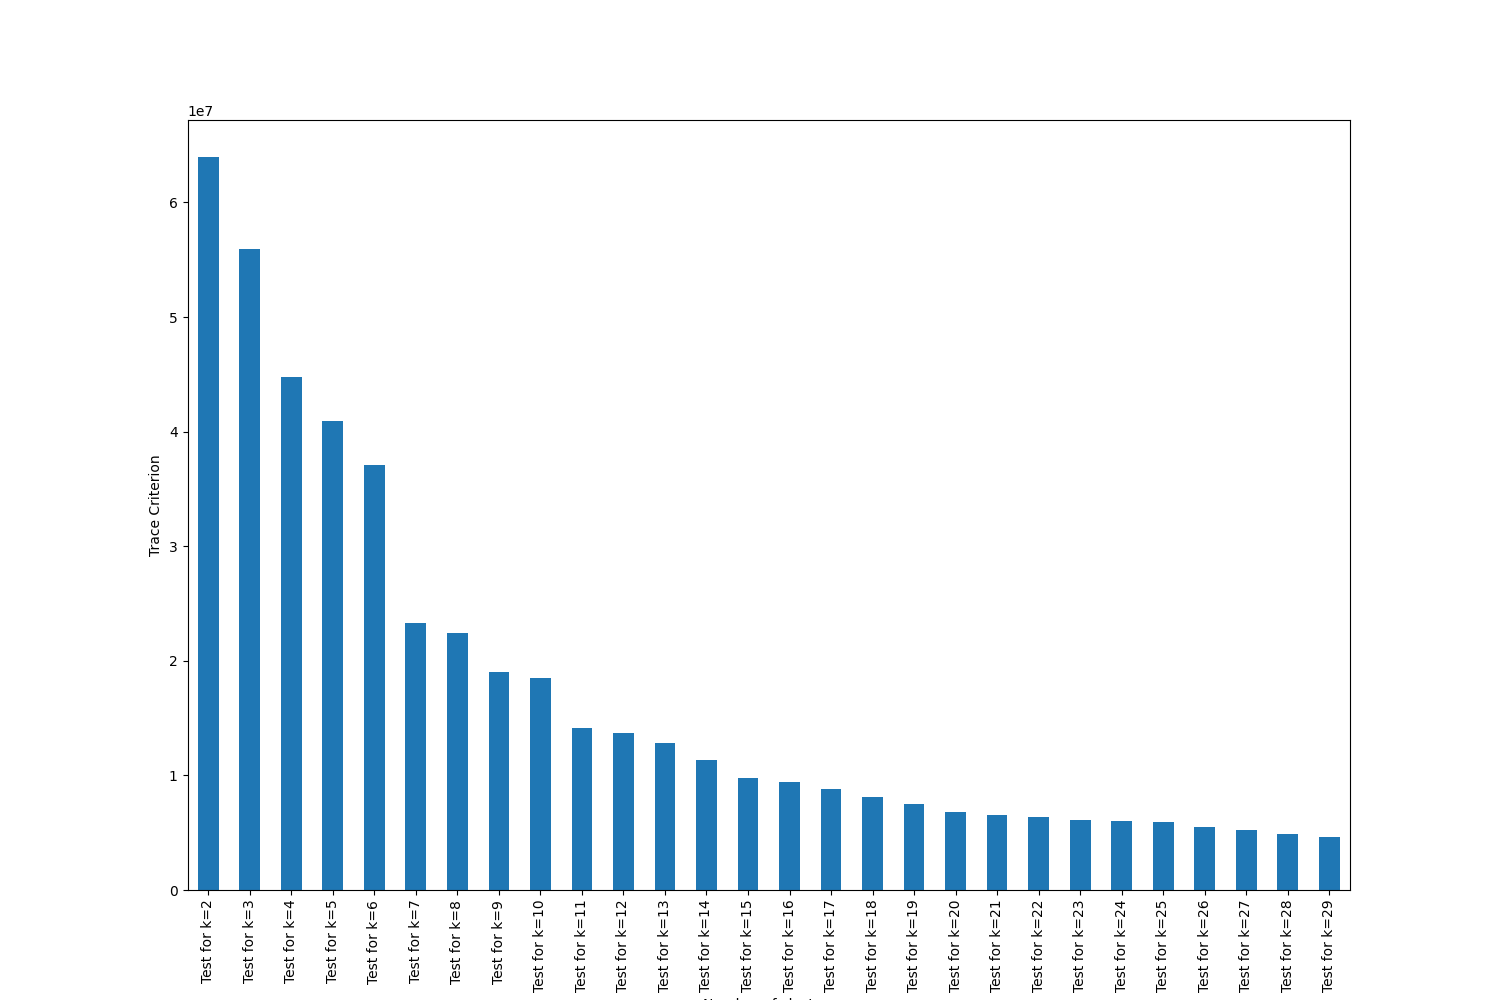 1e7
6
5
4
3
2
1
0
Trace Criterion
Test for k=2
Test for k=3
Test for k=4
Test for k=5
Test for k=6
Test for k=7
Test for k=8
Test for k=9
Test for k=10
Test for k=11
Test for k=12
Test for k=13
Test for k=14
Test for k=15
Test for k=16
Test for k=17
Test for k=18
Test for k=19
Test for k=20
Test for k=21
Test for k=22
Test for k=23
Test for k=24
Test for k=25
Test for k=26
Test for k=27
Test for k=28
Test for k=29